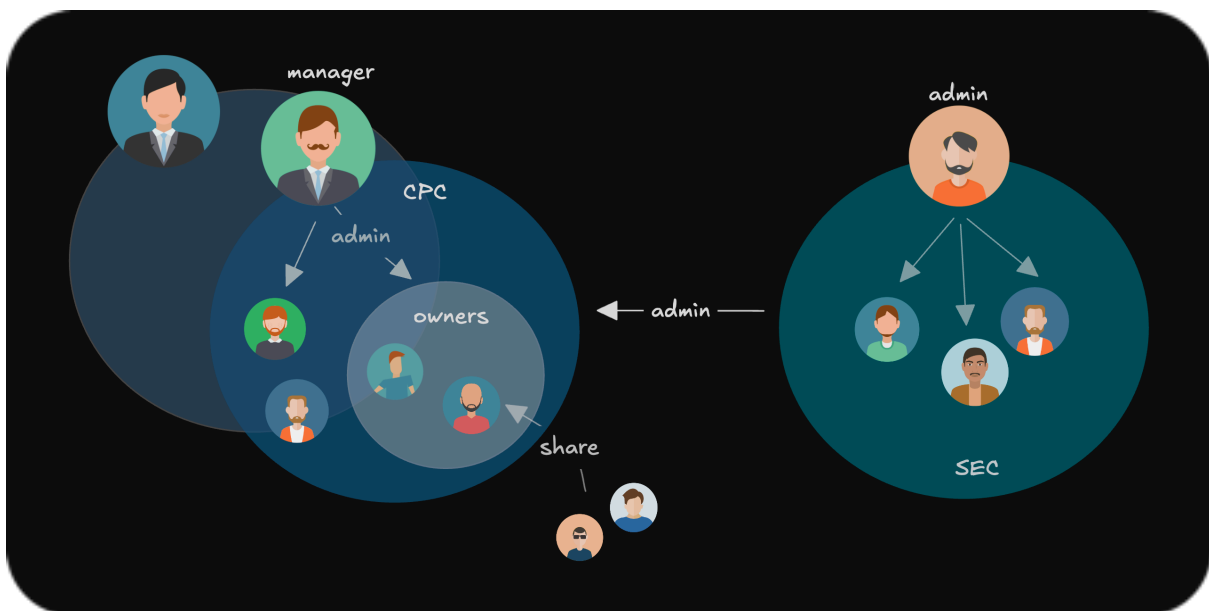 manager
admin
CPC
admin
owners
admin
share
SEC